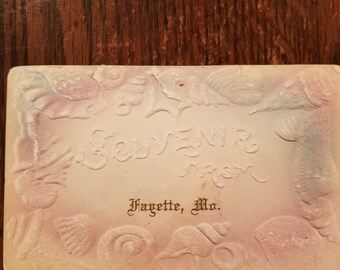 SOUVENIR
FROM
Fayette, Mo.